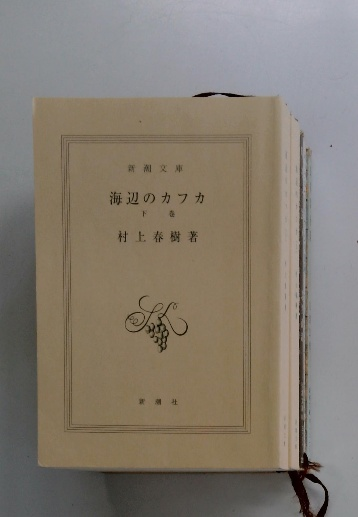 新潮文庫
海辺のカフカ
下巻
村上春樹著
新潮社